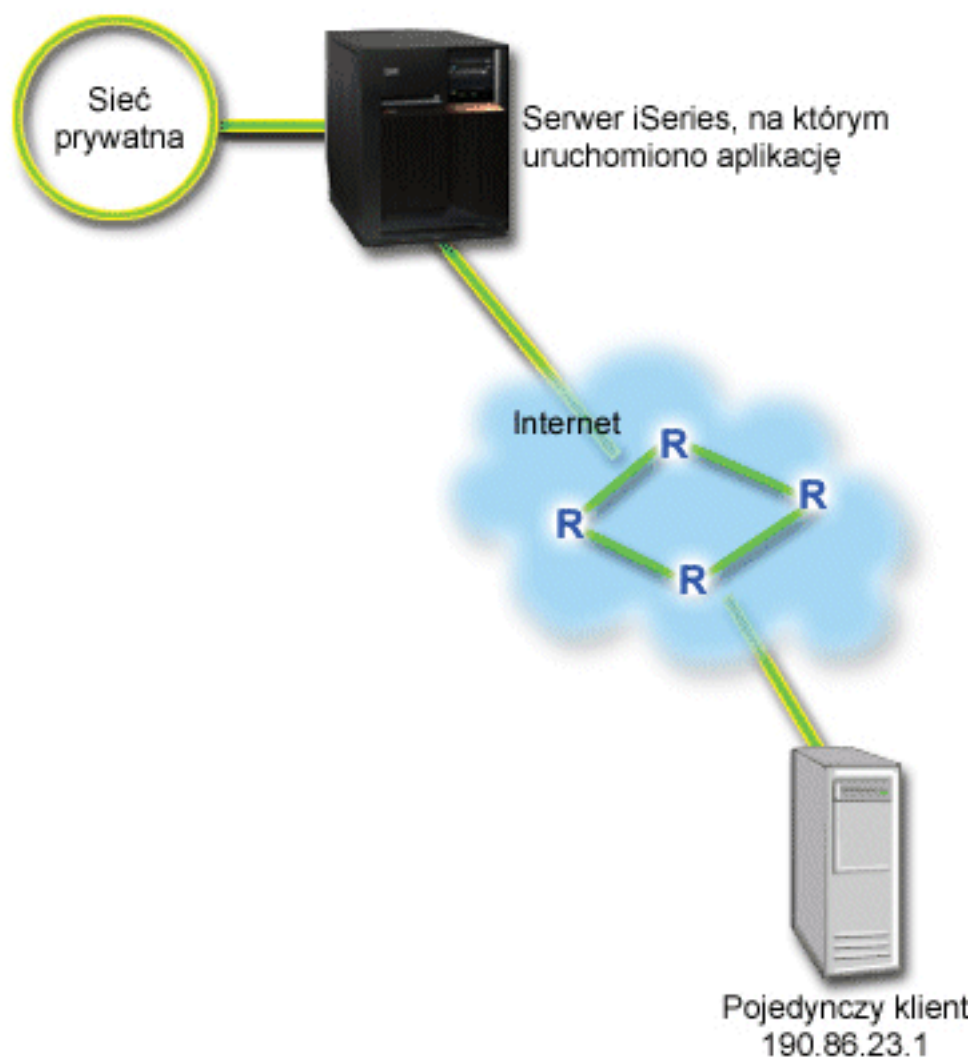 Sieć
prywatna
Serwer iSeries, na którym
uruchomiono aplikację
Internet
R
R
R
R
Pojedynczy klient
190.86.23.1